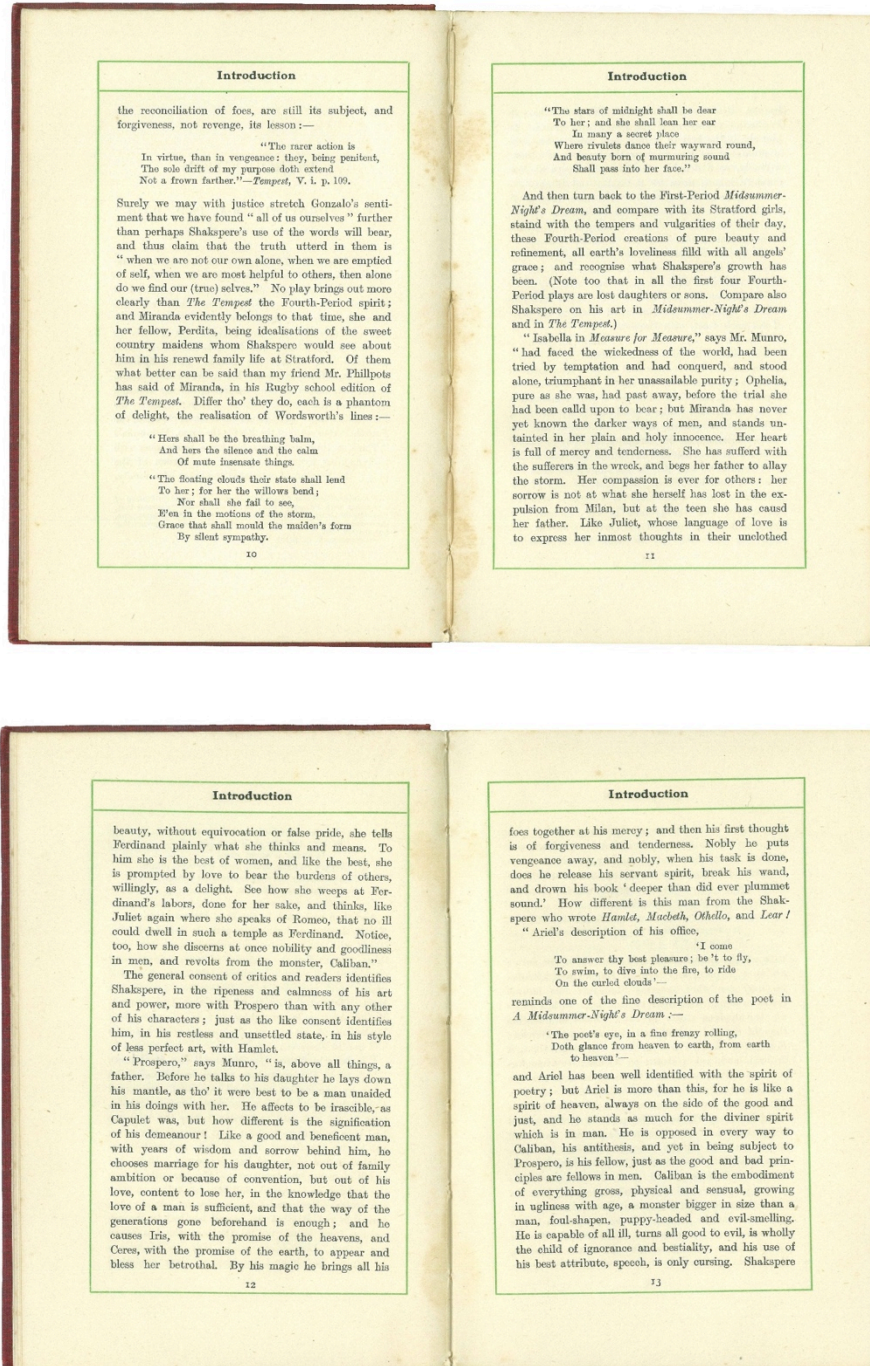 Introduction
the reconciliation of foes, are still its subject, and
forgiveness, not revenge, its lesson :—
"The rarer action is
In virtue, than in vengeance: they, being penitent,
The sole drift of my purpose doth extend
Not a frown farther."—Tempest, V. i. p. 109.
Surely we may with justice stretch Gonzalo's senti-
ment that we have found " all of us ourselves " further
than perhaps Shakspere's use of the words will bear,
and thus claim that the truth utterd in them is
" when we are not our own alone, when we are emptied
of self, when we are most helpful to others, then alone
do we find our (true) selves." No play brings out more
clearly than The Tempest the Fourth-Period spirit;
and Miranda evidently belongs to that time, she and
her fellow, Perdita, being idealisations of the sweet
country maidens whom Shakspere would see about
him in his renewd family life at Stratford. Of them
what better can be said than my friend Mr. Phillpots
has said of Miranda, in his Rugby school edition of
The Tempest. Differ tho' they do, each is a phantom
of delight, the realisation of Wordsworth's lines :—
" Hers shall be the breathing balm,
And hers the silence and the calm
Of mute insensate things.
" The floating clouds their state shall lend
To her; for her the willows bend;
Nor shall she fail to see,
E'en in the motions of the storm,
Grace that shall mould the maiden's form
By silent sympathy.
10
Introduction
"The stars of midnight shall be dear
To her; and she shall lean her ear
In many a secret place
Where rivulets dance their wayward round,
And beauty born of murmuring sound
Shall pass into her face."
And then turn back to the First-Period Midsummer-
Night's Dream, and compare with its Stratford girls,
staind with the tempers and vulgarities of their day,
these Fourth-Period creations of pure beauty and
refinement, all earth's loveliness filld with all angels'
grace; and recognise what Shakspere's growth has
been. (Note too that in all the first four Fourth-
Period plays are lost daughters or sons. Compare also
Shakspere on his art in Midsummer-Night's Dream
and in The Tempest.)
" Isabella in Measure for Measure," says Mr. Munro,
" had faced the wickedness of the world, had been
tried by temptation and had conquerd, and stood
alone, triumphant in her unassailable purity; Ophelia,
pure as she was, had past away, before the trial she
had been calld upon to bear; but Miranda has never
yet known the darker ways of men, and stands un-
tainted in her plain and holy innocence. Her heart
is full of mercy and tenderness. She has sufferd with
the sufferers in the wreck, and begs her father to allay
the storm. Her compassion is ever for others: her
sorrow is not at what she herself has lost in the ex-
pulsion from Milan, but at the teen she has causd
her father. Like Juliet, whose language of love is
to express her inmost thoughts in their unclothed
11
Introduction
beauty, without equivocation or false pride, she tells
Ferdinand plainly what she thinks and means. To
him she is the best of women, and like the best, she
is prompted by love to bear the burdens of others,
willingly, as a delight. See how she weeps at Fer-
dinand's labors, done for her sake, and thinks, like
Juliet again where she speaks of Romeo, that no ill
could dwell in such a temple as Ferdinand. Notice,
too, how she discerns at once nobility and goodliness
in men, and revolts from the monster, Caliban."
The general consent of critics and readers identifies
Shakspere, in the ripeness and calmness of his art
and power, more with Prospero than with any other
of his characters; just as the like consent identifies
him, in his restless and unsettled state, in his style
of less perfect art, with Hamlet.
" Prospero," says Munro, " is, above all things, a
father. Before he talks to his daughter he lays down
his mantle, as tho' it were best to be a man unaided
in his doings with her. He affects to be irascible, as
Capulet was, but how different is the signification
of his demeanour! Like a good and beneficent man,
with years of wisdom and sorrow behind him, he
chooses marriage for his daughter, not out of family
ambition or because of convention, but out of his
love, content to lose her, in the knowledge that the
love of a man is sufficient, and that the way of the
generations gone beforehand is enough; and he
causes Iris, with the promise of the heavens, and
Ceres, with the promise of the earth, to appear and
bless her betrothal. By his magic he brings all his
12
Introduction
foes together at his mercy; and then his first thought
is of forgiveness and tenderness. Nobly he puts
vengeance away, and nobly, when his task is done,
does he release his servant spirit, break his wand,
and drown his book ' deeper than did ever plummet
sound.' How different is this man from the Shak-
spere who wrote Hamlet, Macbeth, Othello, and Lear!
" Ariel's description of his office,
'I come
To answer thy best pleasure; be 't to fly,
To swim, to dive into the fire, to ride
On the curled clouds '—
reminds one of the fine description of the poet in
A Midsummer-Night's Dream :—
'The poet's eye, in a fine frenzy rolling,
Doth glance from heaven to earth, from earth
to heaven '—
and Ariel has been well identified with the spirit of
poetry; but Ariel is more than this, for he is like a
spirit of heaven, always on the side of the good and
just, and he stands as much for the diviner spirit
which is in man. He is opposed in every way to
Caliban, his antithesis, and yet in being subject to
Prospero, is his fellow, just as the good and bad prin-
ciples are fellows in men. Caliban is the embodiment
of everything gross, physical and sensual, growing
in ugliness with age, a monster bigger in size than a
man, foul-shapen, puppy-headed and evil-smelling.
He is capable of all ill, turns all good to evil, is wholly
the child of ignorance and bestiality, and his use of
his best attribute, speech, is only cursing. Shakspere
13